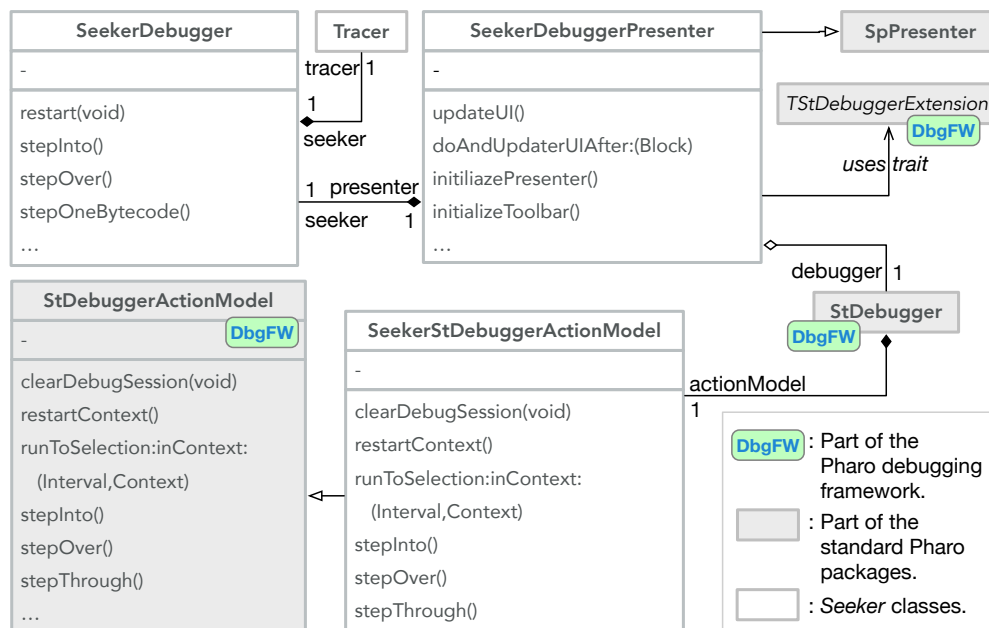 SeekerDebugger
-
restart(void)
stepInto()
stepOver()
stepOneBytecode()
…
Tracer
tracer 1
1
seeker
1 presenter
seeker 1
SeekerDebuggerPresenter
-
updateUI()
doAndUpdaterUIAfter:(Block)
initiliazePresenter()
initializeToolbar()
…
SpPresenter
TStDebuggerExtension
DbgFW
uses trait
debugger 1
StDebugger
DbgFW
actionModel
1
StDebuggerActionModel
DbgFW
-
clearDebugSession(void)
restartContext()
runToSelection:inContext:
(Interval,Context)
stepInto()
stepOver()
stepThrough()
…
SeekerStDebuggerActionModel
-
clearDebugSession(void)
restartContext()
runToSelection:inContext:
(Interval,Context)
stepInto()
stepOver()
stepThrough()
DbgFW : Part of the
Pharo debugging
framework.
: Part of the
standard Pharo
packages.
: Seeker classes.